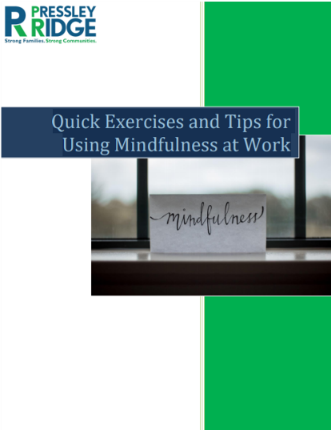 PRESSLEY
RIDGE
Strong Families. Strong Communities.
Quick Exercises and Tips for
Using Mindfulness at Work
mindfulness